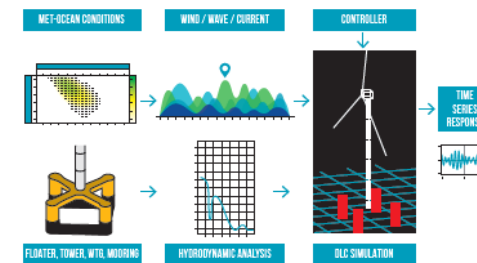 MET-OCEAN CONDITIONS
WIND / WAVE / CURRENT
CONTROLLER
TIME
SERIES
FLOATER, TOWER, WTG, MOORING
HYDRODYNAMIC ANALYSIS
DLC SIMULATION